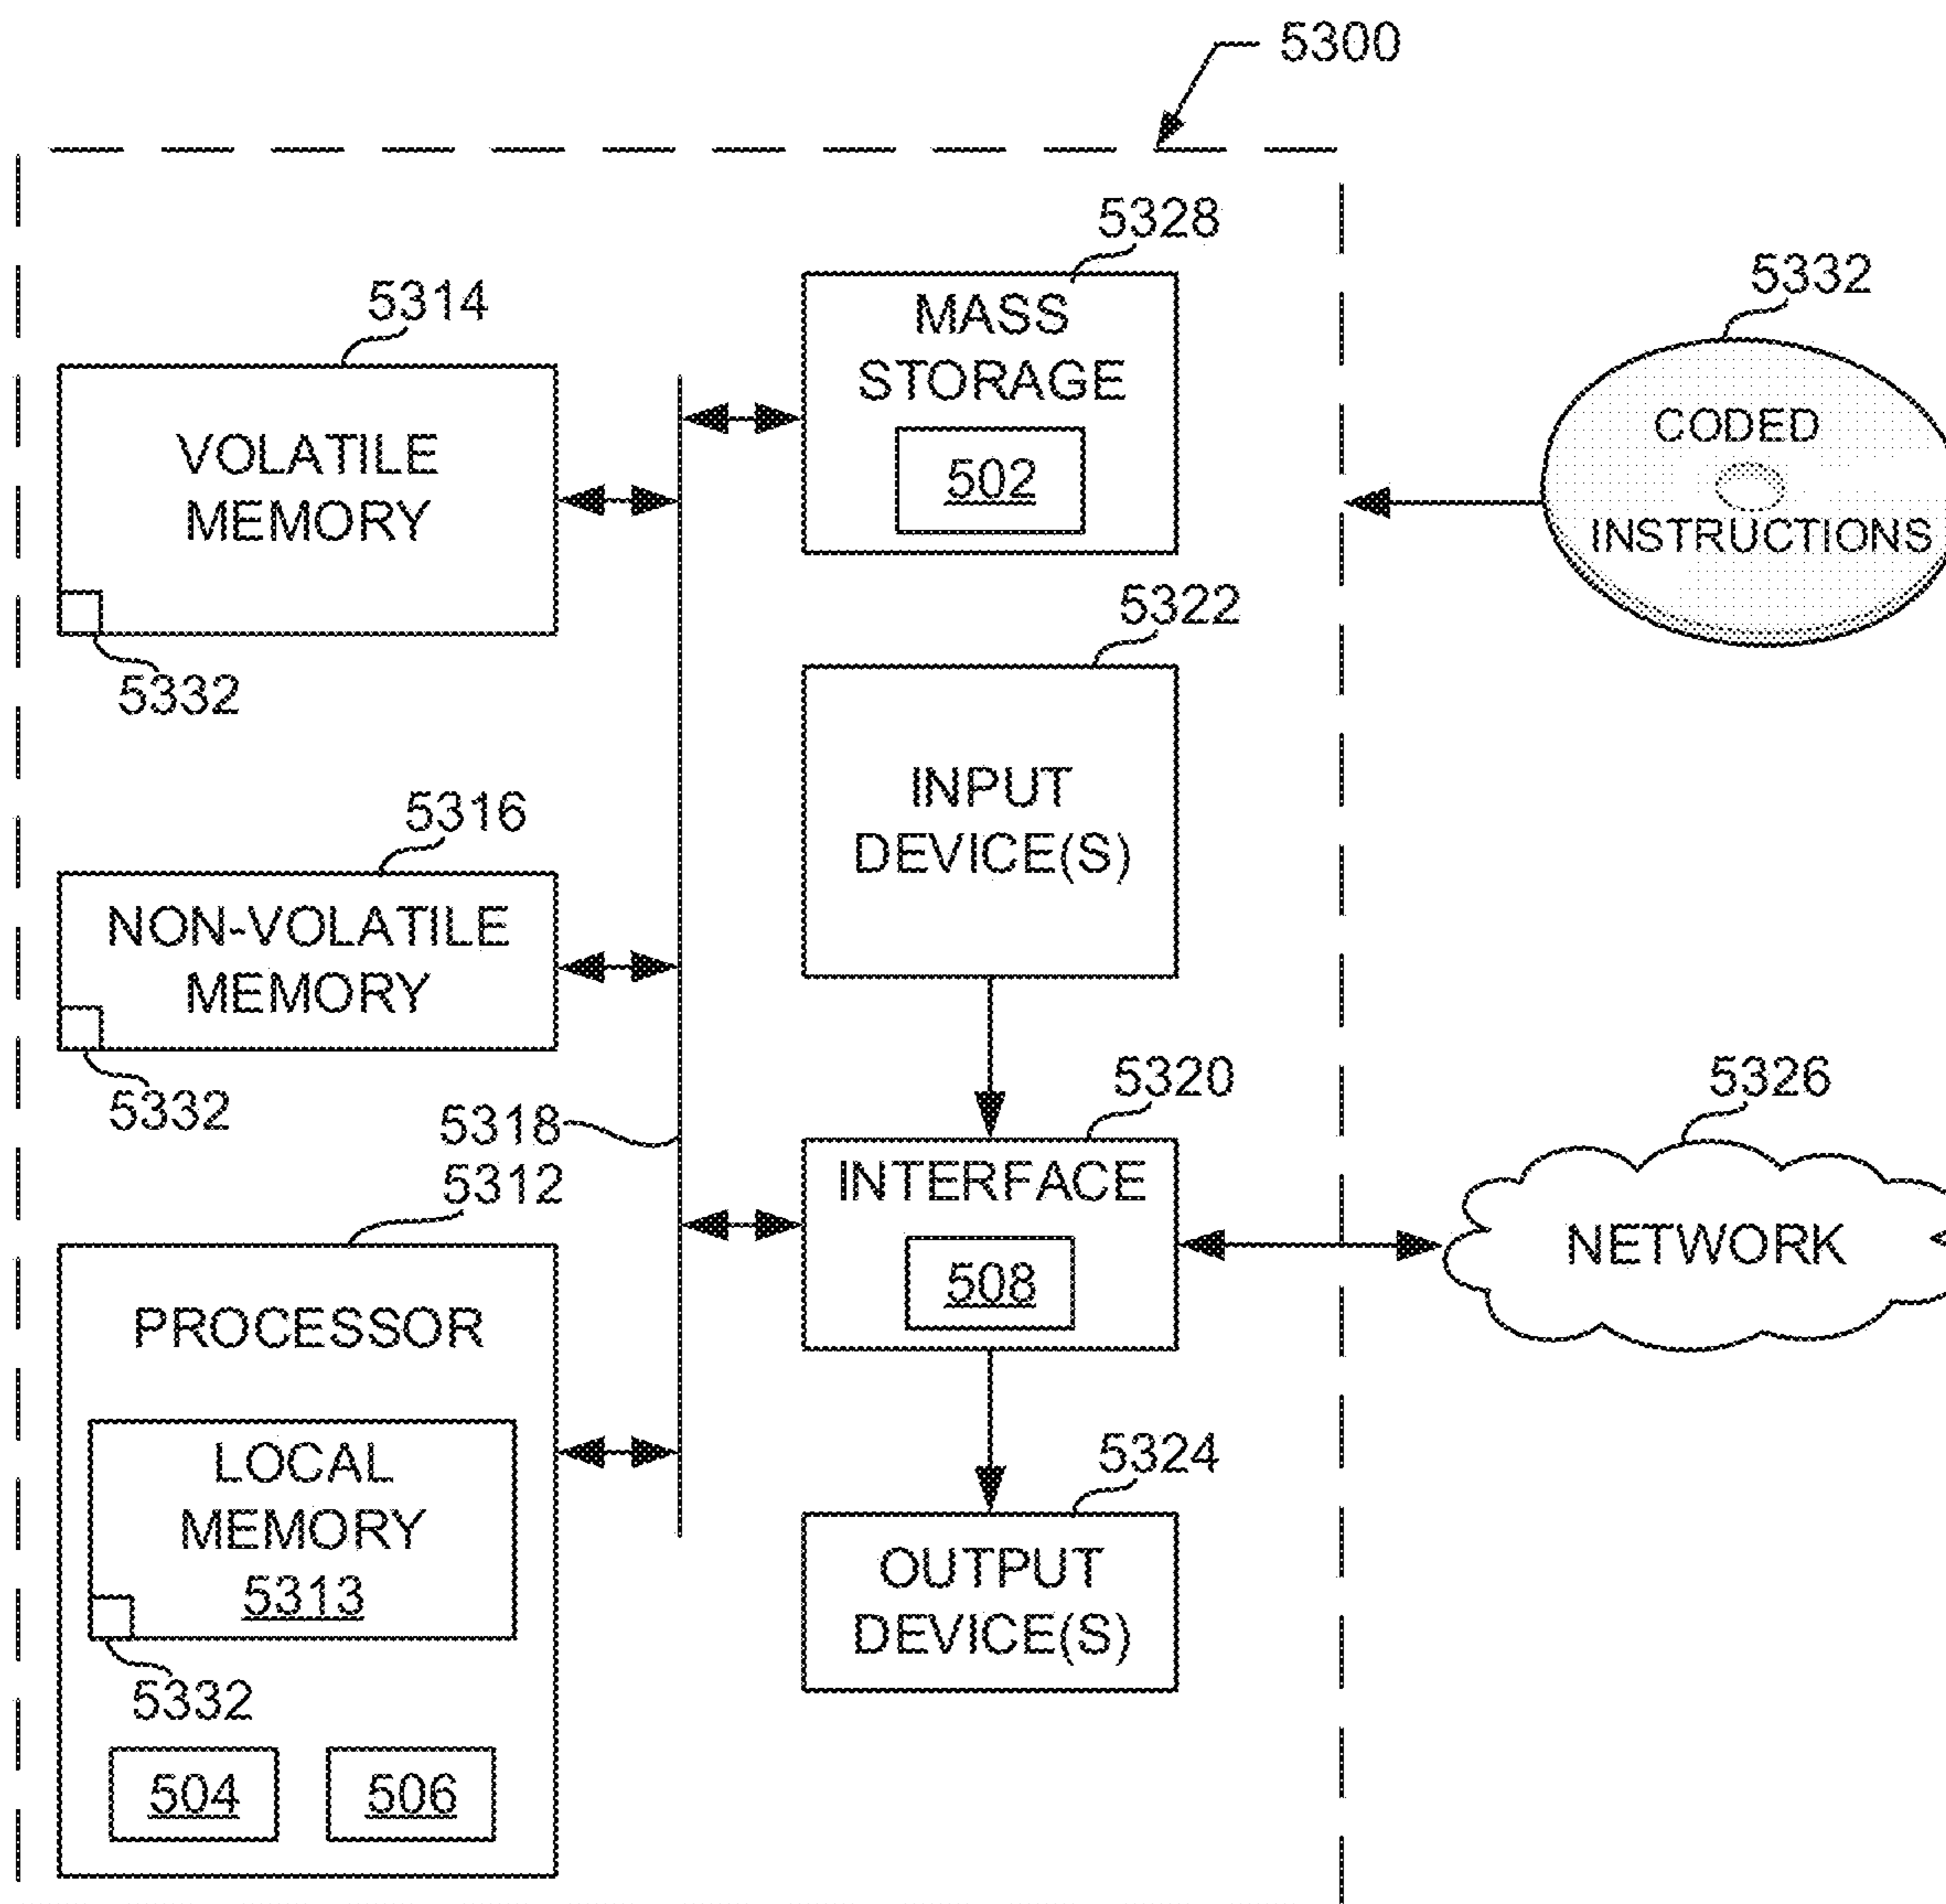 5300
5328
5314
MASS
STORAGE
502
5332
CODED
INSTRUCTIONS
VOLATILE
MEMORY
5332
5322
INPUT
DEVICE(S)
5316
NON-VOLATILE
MEMORY
5332
5318
5320
INTERFACE
508
5326
NETWORK
5312
PROCESSOR
LOCAL
MEMORY
5313
5332
504
506
5324
OUTPUT
DEVICE(S)